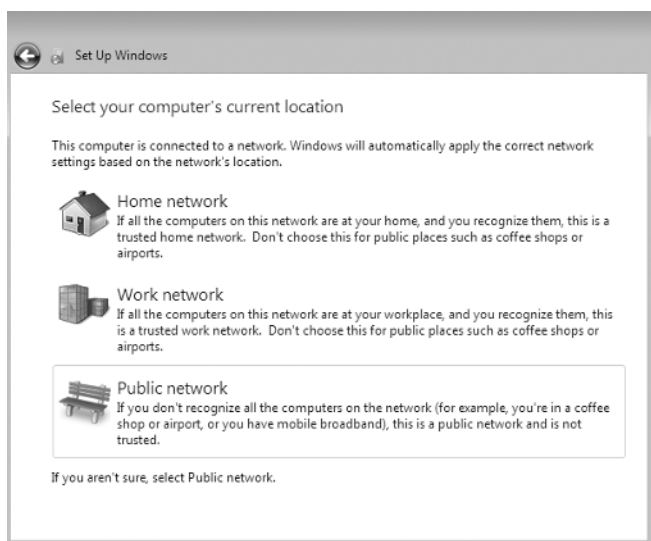 Set Up Windows
Select your computer's current location
This computer is connected to a network. Windows will automatically apply the correct network
settings based on the network's location.
Home network
If all the computers on this network are at your home, and you recognize them, this is a
trusted home network. Don't choose this for public places such as coffee shops or
airports.
Work network
If all the computers on this network are at your workplace, and you recognize them, this
is a trusted work network. Don't choose this for public places such as coffee shops or
airports.
Public network
If you don't recognize all the computers on the network (for example, you're in a coffee
shop or airport, or you have mobile broadband), this is a public network and is not
trusted.
If you aren't sure, select Public network.